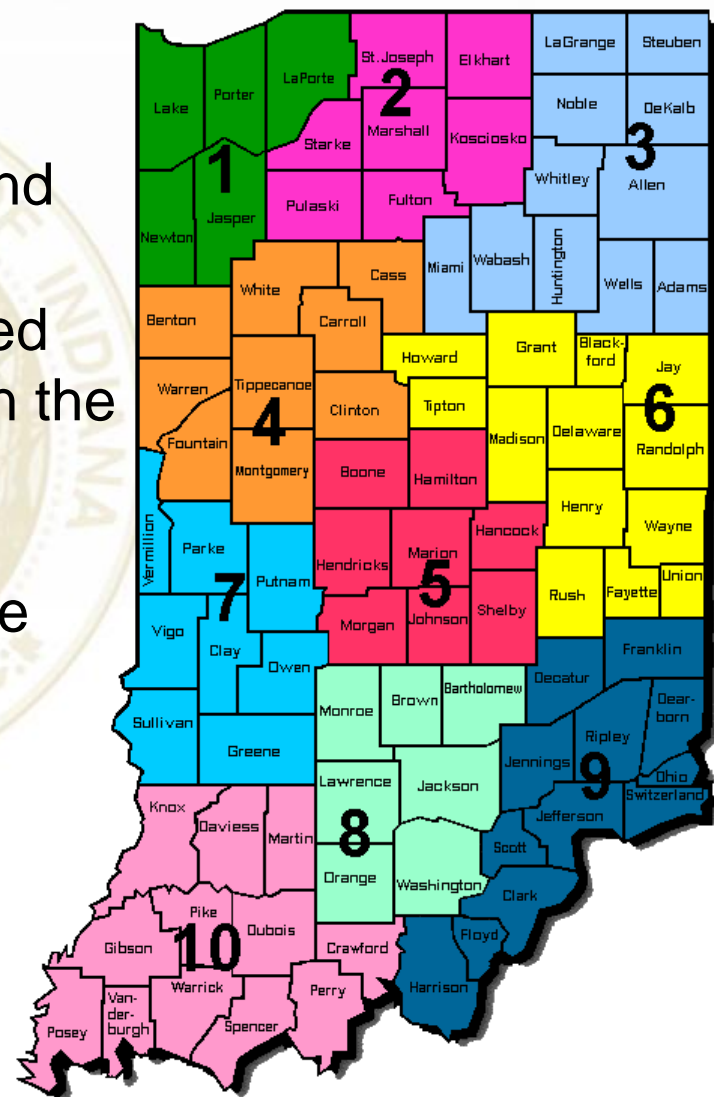 nd
ed
n the
e
INDIANA
LaGrange Steuben
St.Joseph Elkhart
LaPorte
Porter
Lake
2
Noble DeKalb
Starke Marshall Kosciosko
3
1
Whitley Allen
Jasper Pulaski Fulton
Newton
Miami Wabash Huntington
White Cass
Wells Adams
Benton
Carroll
Howard Grant Black-
ford Jay
Warren Tippecanoe
4
Clinton Tipton
6
Fountain
Madison Delaware Randolph
Montgomery Boone Hamilton
Henry Wayne
Vermillion Parke
Hendricks Marion Hancock
Putnam
7
5
Rush Fayette Union
Vigo Clay
Morgan Johnson Shelby
Owen
Franklin
Decatur
Sullivan
Monroe Brown Bartholomew
Dear-
born
Greene
Jennings Ripley
9
Ohio
Lawrence Jackson
Switzerland
Knox Daviess Martin
8
Jefferson
Scott
Orange Washington
Clark
Pike Dubois
10
Gibson
Crawford
Floyd
Warrick Perry Harrison
Van-
der-
burgh
Posey Spencer